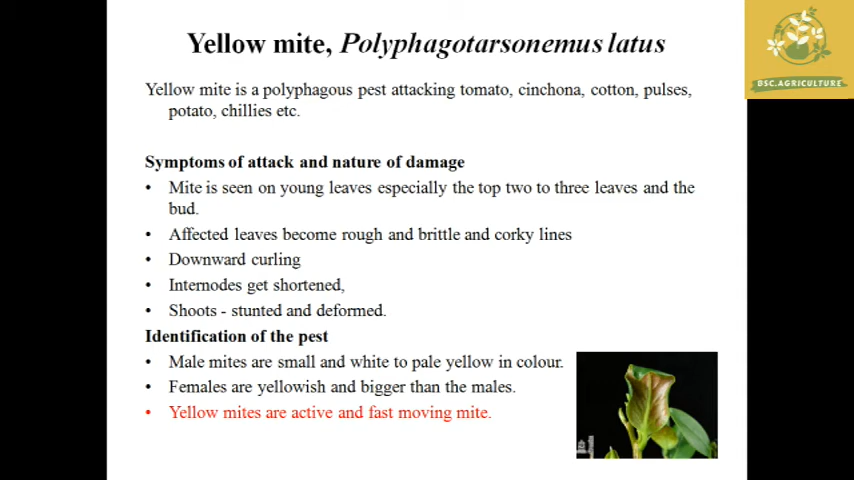 Yellow mite, Polyphagotarsonemus latus
BSC.AGRICULTURE
Yellow mite is a polyphagous pest attacking tomato, cinchona, cotton, pulses,
potato, chillies etc.
Symptoms of attack and nature of damage
• Mite is seen on young leaves especially the top two to three leaves and the
bud.
• Affected leaves become rough and brittle and corky lines
• Downward curling
• Internodes get shortened,
• Shoots - stunted and deformed.
Identification of the pest
• Male mites are small and white to pale yellow in colour.
• Females are yellowish and bigger than the males.
• Yellow mites are active and fast moving mite.